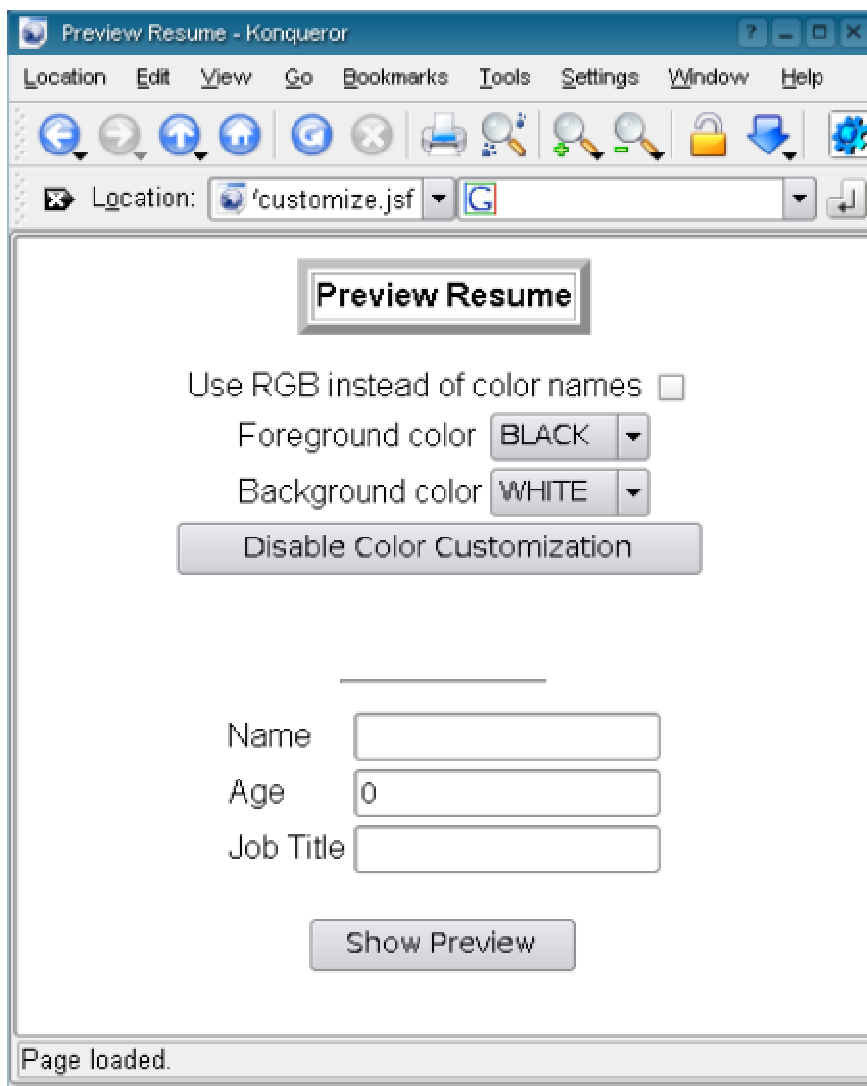 Preview Resume - Konqueror
Location Edit View Go Bookmarks Tools Settings Window Help
Location: 'customize.jsf G
Preview Resume
Use RGB instead of color names
Foreground color BLACK
Background color WHITE
Disable Color Customization
Name
Age 0
Job Title
Show Preview
Page loaded.